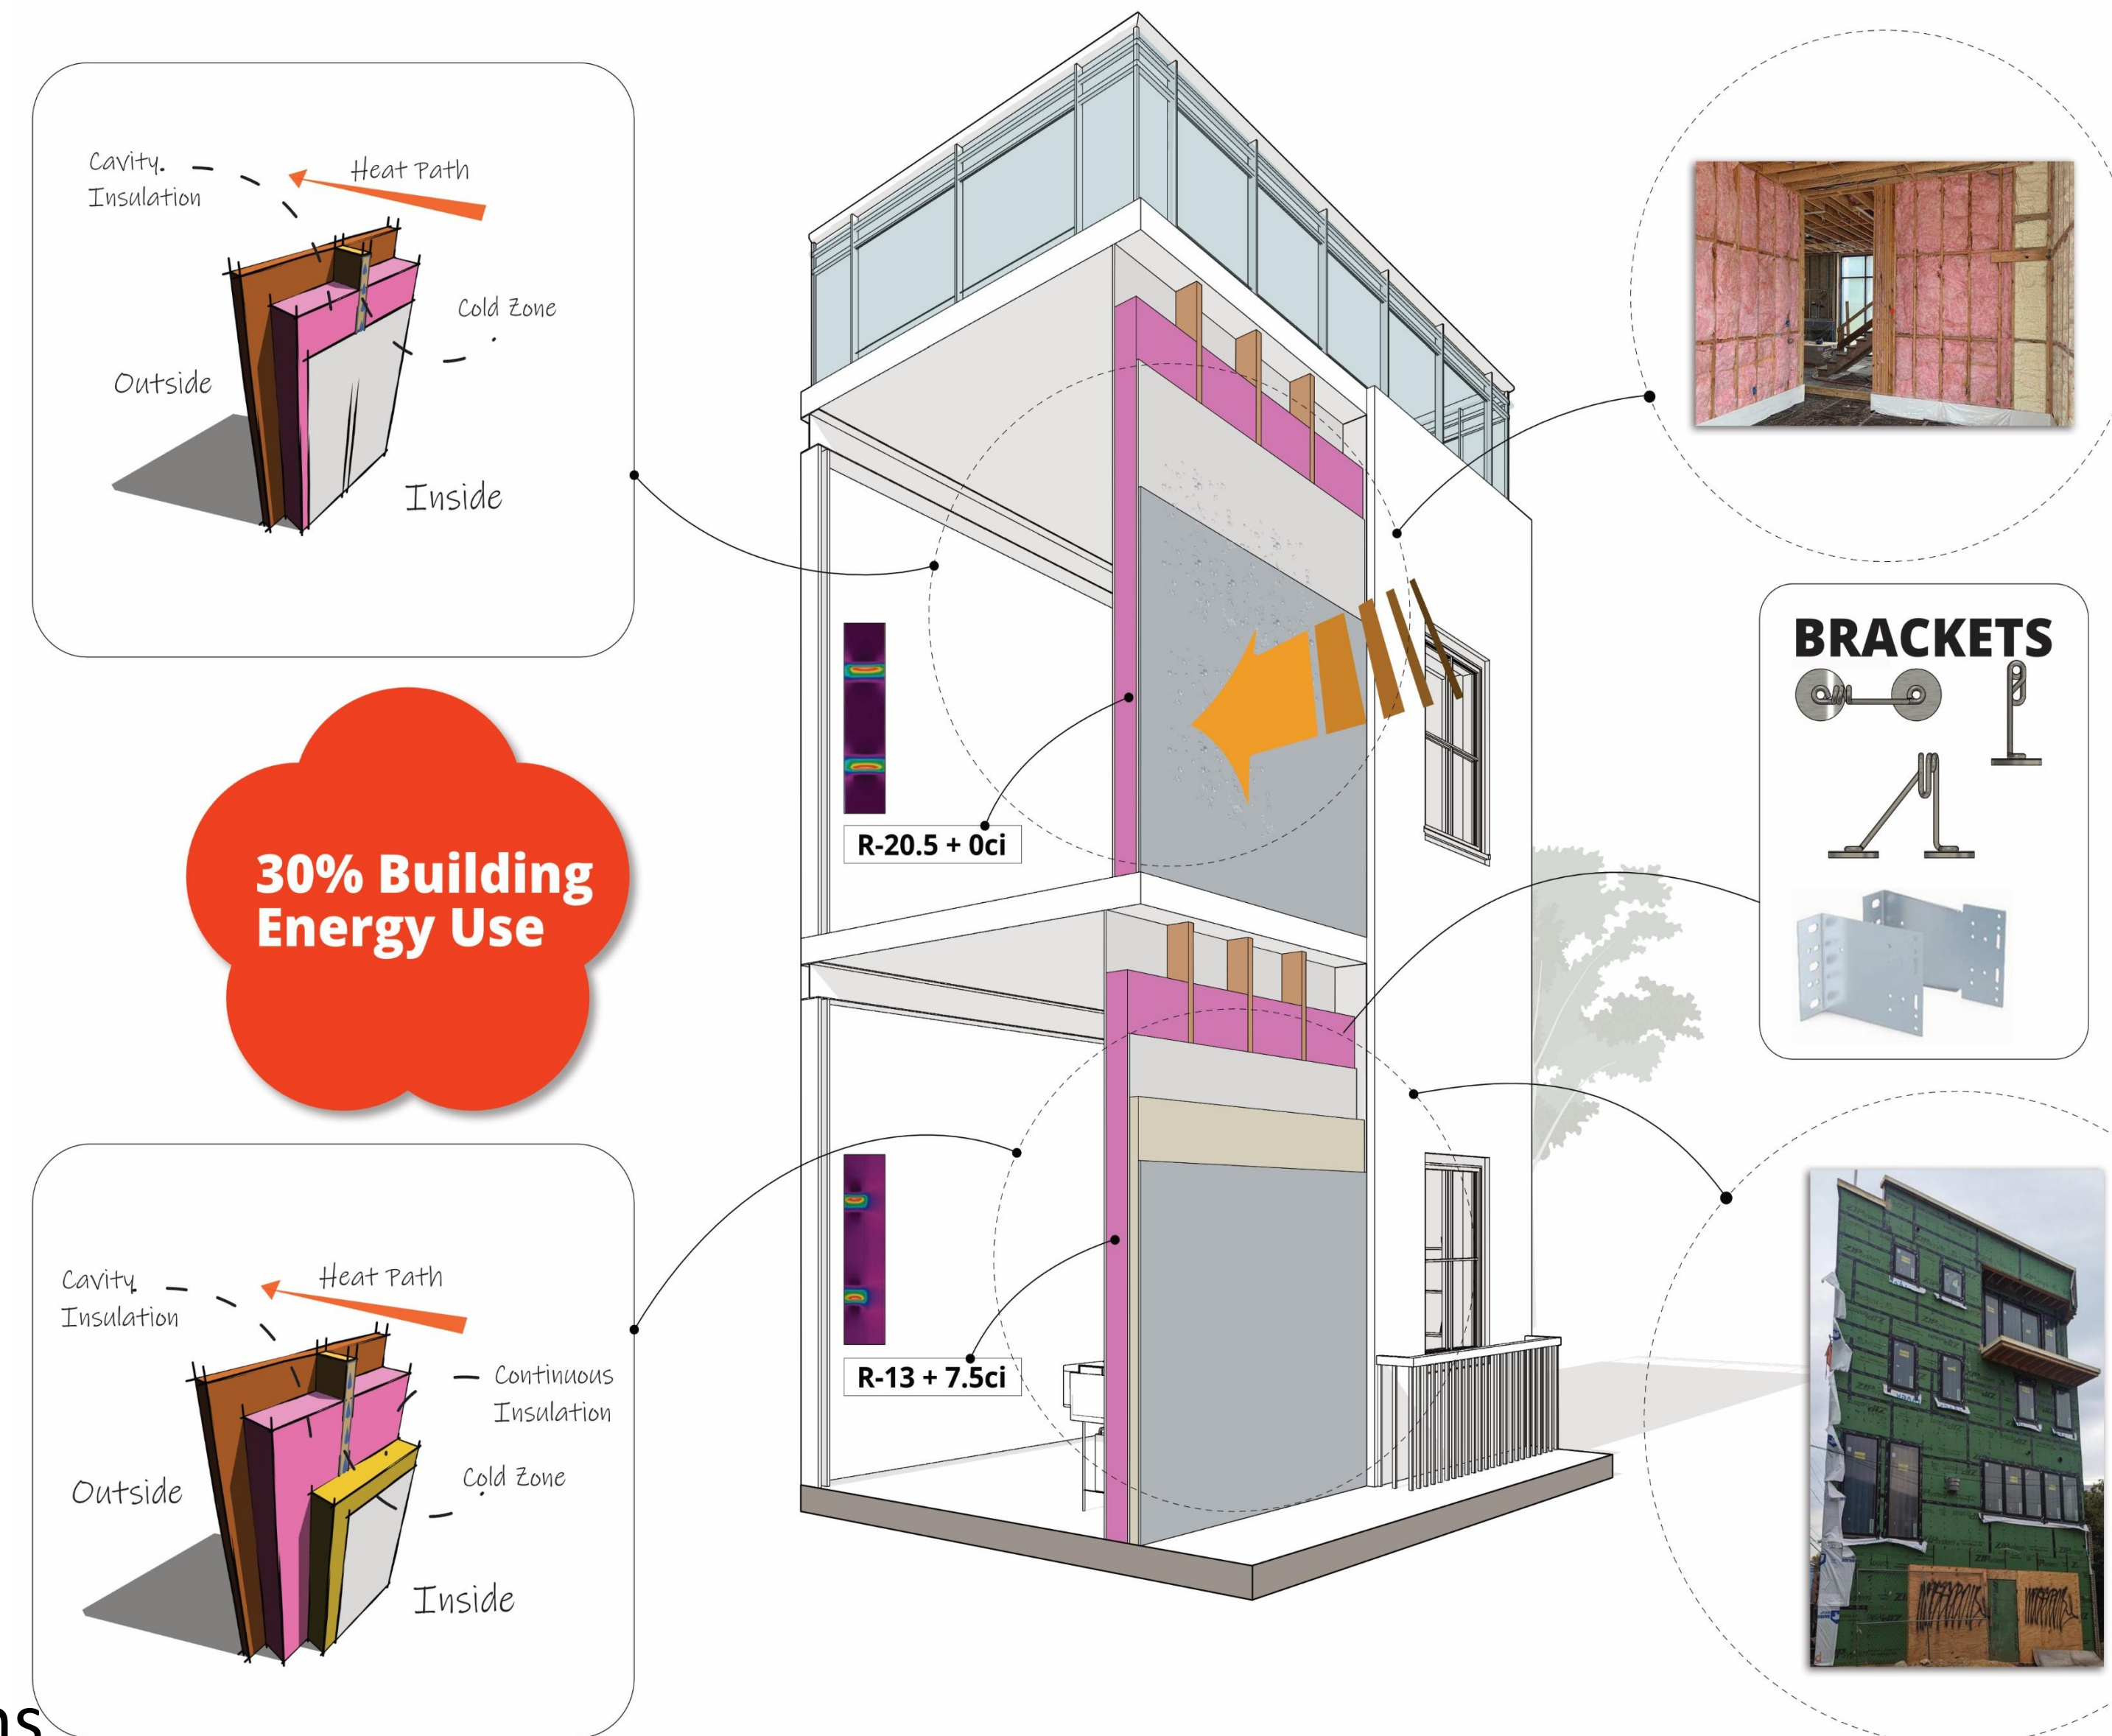 Cavity.
Insulation
Heat Path
Cold Zone
Outside
Inside
30% Building
Energy Use
Cavity
Insulation
Heat Path
Continuous
Insulation
Cold Zone
Outside
Inside
R-20.5 + 0ci
R-13 + 7.5ci
BRACKETS
ns